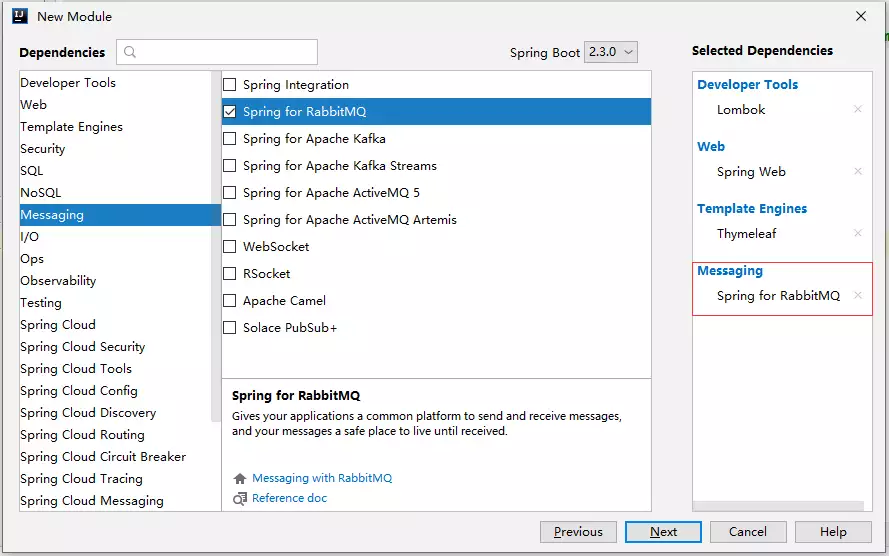 New Module
Dependencies
Spring Boot 2.3.0
Selected Dependencies
Developer Tools
Web
Template Engines
Security
SQL
NoSQL
Messaging
I/O
Ops
Observability
Testing
Spring Cloud
Spring Cloud Security
Spring Cloud Tools
Spring Cloud Config
Spring Cloud Discovery
Spring Cloud Routing
Spring Cloud Circuit Breaker
Spring Cloud Tracing
Spring Cloud Messaging
Spring Integration
Spring for RabbitMQ
Spring for Apache Kafka
Spring for Apache Kafka Streams
Spring for Apache ActiveMQ 5
Spring for Apache ActiveMQ Artemis
WebSocket
RSocket
Apache Camel
Solace PubSub+
Spring for RabbitMQ
Gives your applications a common platform to send and receive messages,
and your messages a safe place to live until received.
Messaging with RabbitMQ
Reference doc
Developer Tools
Lombok
Web
Spring Web
Template Engines
Thymeleaf
Messaging
Spring for RabbitMQ
Previous
Next
Cancel
Help